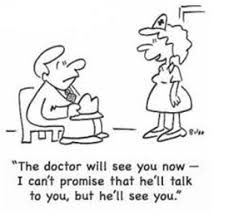 "The doctor will see you now —
I can't promise that he'll talk
to you, but he'll see you."